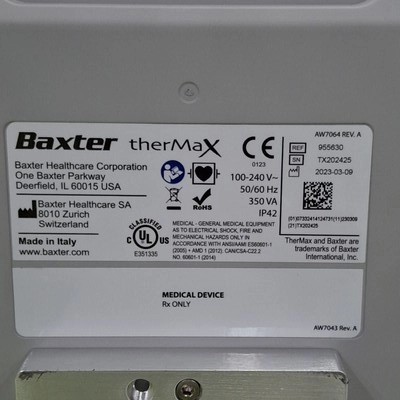 AW7064 REV. A
Baxter therMaX
CE
0123
REF 955630
SN TX202425
2023-03-09
Baxter Healthcare Corporation
One Baxter Parkway
Deerfield, IL 60015 USA
100-240 V~
50/60 Hz
350 VA
IP42
RoHS
Baxter Healthcare SA
8010 Zurich
Switzerland
(21)TX202425
Made in Italy
www.baxter.com
CLASSIFIED
UL
C US
E351335
MEDICAL - GENERAL MEDICAL EQUIPMENT
AS TO ELECTRICAL SHOCK, FIRE AND
MECHANICAL HAZARDS ONLY IN
ACCORDANCE WITH ANSI/AAMI ES60601-1
(2005) + AMD 1 (2012) CAN/CSA-C22.2
No. 60601-1 (2014)
TherMax and Baxter are
trademarks of Baxter
International, Inc.
MEDICAL DEVICE
Rx ONLY
AW7043 Rev. A